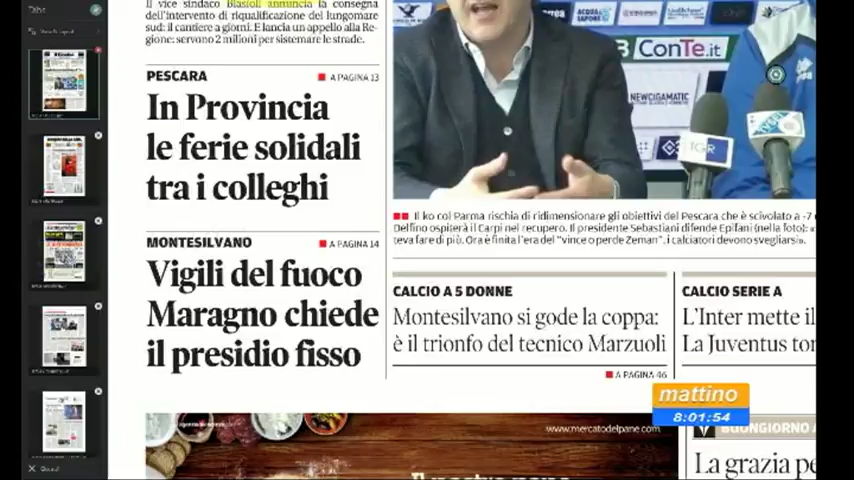 Il vice sindaco Blasioli annuncia la consegna
dell'intervento di riqualificazione del lungomare
sud: il cantiere a giorni. E lancia un appello alla Re-
gione: servono 2 milioni per sistemare le strade.
PESCARA
A PAGINA 13
In Provincia
le ferie solidali
tra i colleghi
MONTESILVANO
A PAGINA 14
Vigili del fuoco
Maragno chiede
il presidio fisso
ACQUA &
SAPONE
ConTe.it
NEWCIGAMATIC
TGR
Il ko col Parma rischia di ridimensionare gli obiettivi del Pescara che è scivolato a -7
Delfino ospiterà il Carpi nel recupero. Il presidente Sebastiani difende Epifani (nella foto): «
teva fare di più. Ora è finita l'era del "vince o perde Zeman", i calciatori devono svegliarsi».
CALCIO A 5 DONNE
Montesilvano si gode la coppa:
è il trionfo del tecnico Marzuoli
A PAGINA 46
CALCIO SERIE A
L'Inter mette il
La Juventus tor
mattino
8:01:54
www.mercatodelpane.com
BUONGIORNO A
La grazia pe